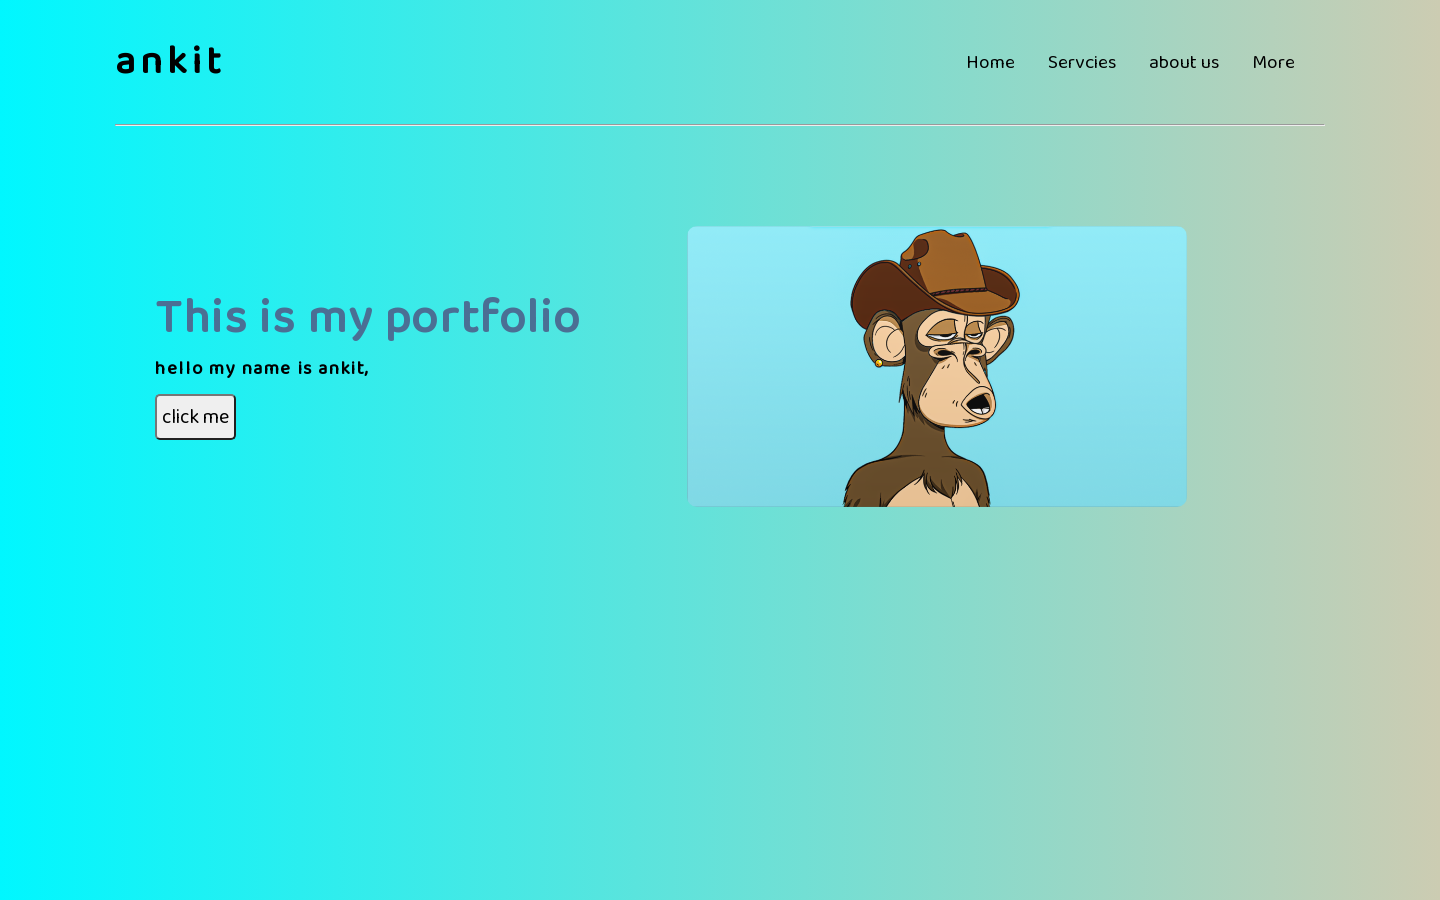 ankit
Home Servcies about us More
This is my portfolio
hello my name is ankit,
click me